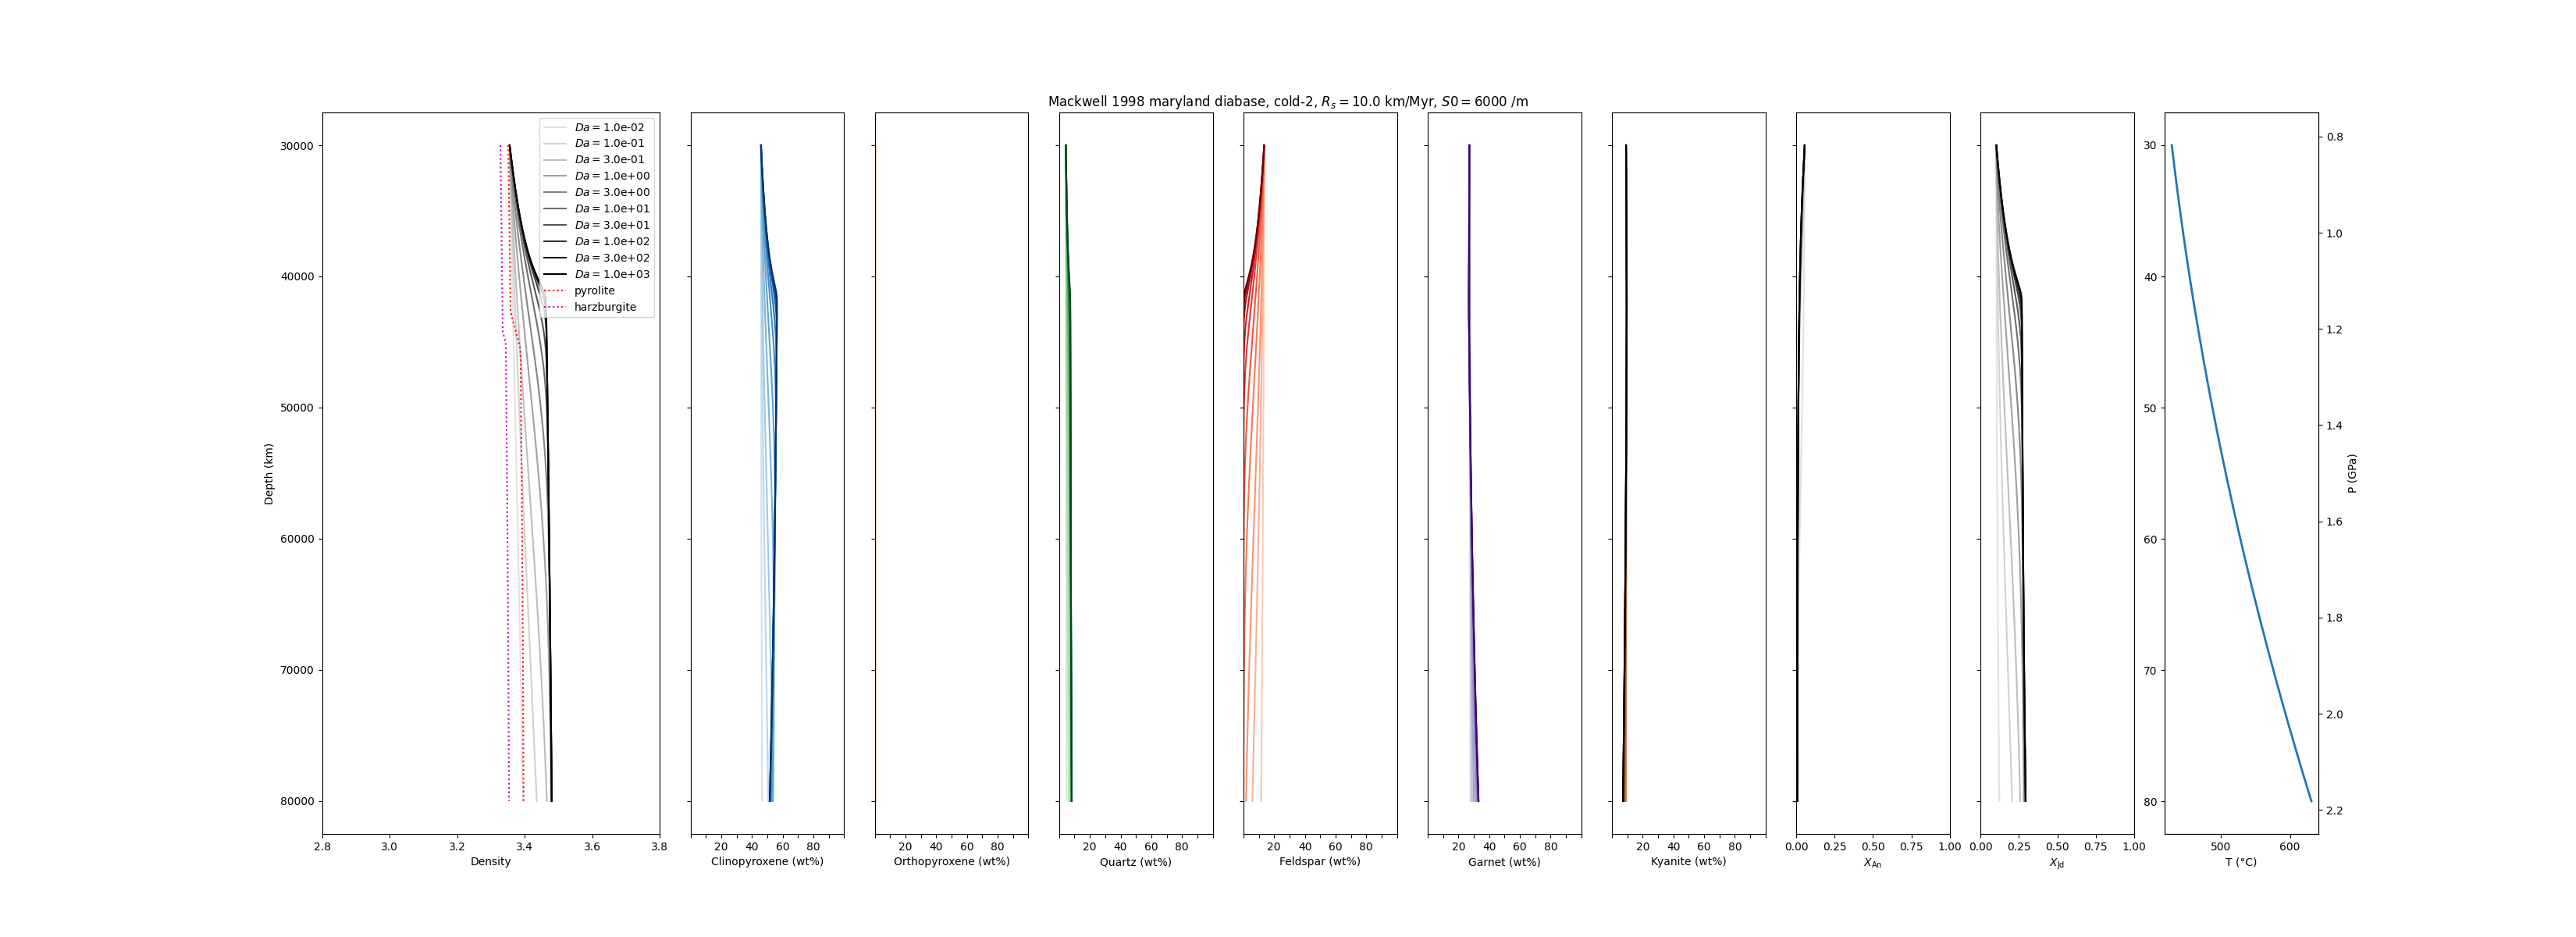 Mackwell 1998 maryland diabase, cold-2, $R_s = 10.0$ km/Myr, $S0 = 6000$ /m
Da = 1.0e-02
Da = 1.0e-01
Da = 3.0e-01
Da = 1.0e+00
Da = 3.0e+00
Da = 1.0e+01
Da = 3.0e+01
Da = 1.0e+02
Da = 3.0e+02
Da = 1.0e+03
pyrolite
harzburgite
Depth (km)
30000
40000
50000
60000
70000
80000
2.8 3.0 3.2 3.4 3.6 3.8
Density
20 40 60 80
Clinopyroxene (wt%)
20 40 60 80
Orthopyroxene (wt%)
20 40 60 80
Quartz (wt%)
20 40 60 80
Feldspar (wt%)
20 40 60 80
Garnet (wt%)
20 40 60 80
Kyanite (wt%)
0.00 0.25 0.50 0.75 1.00
$X_{An}$
0.00 0.25 0.50 0.75 1.00
$X_{Jd}$
30
40
50
60
70
80
500 600
T (°C)
0.8
1.0
1.2
1.4
1.6
1.8
2.0
2.2
P (GPa)